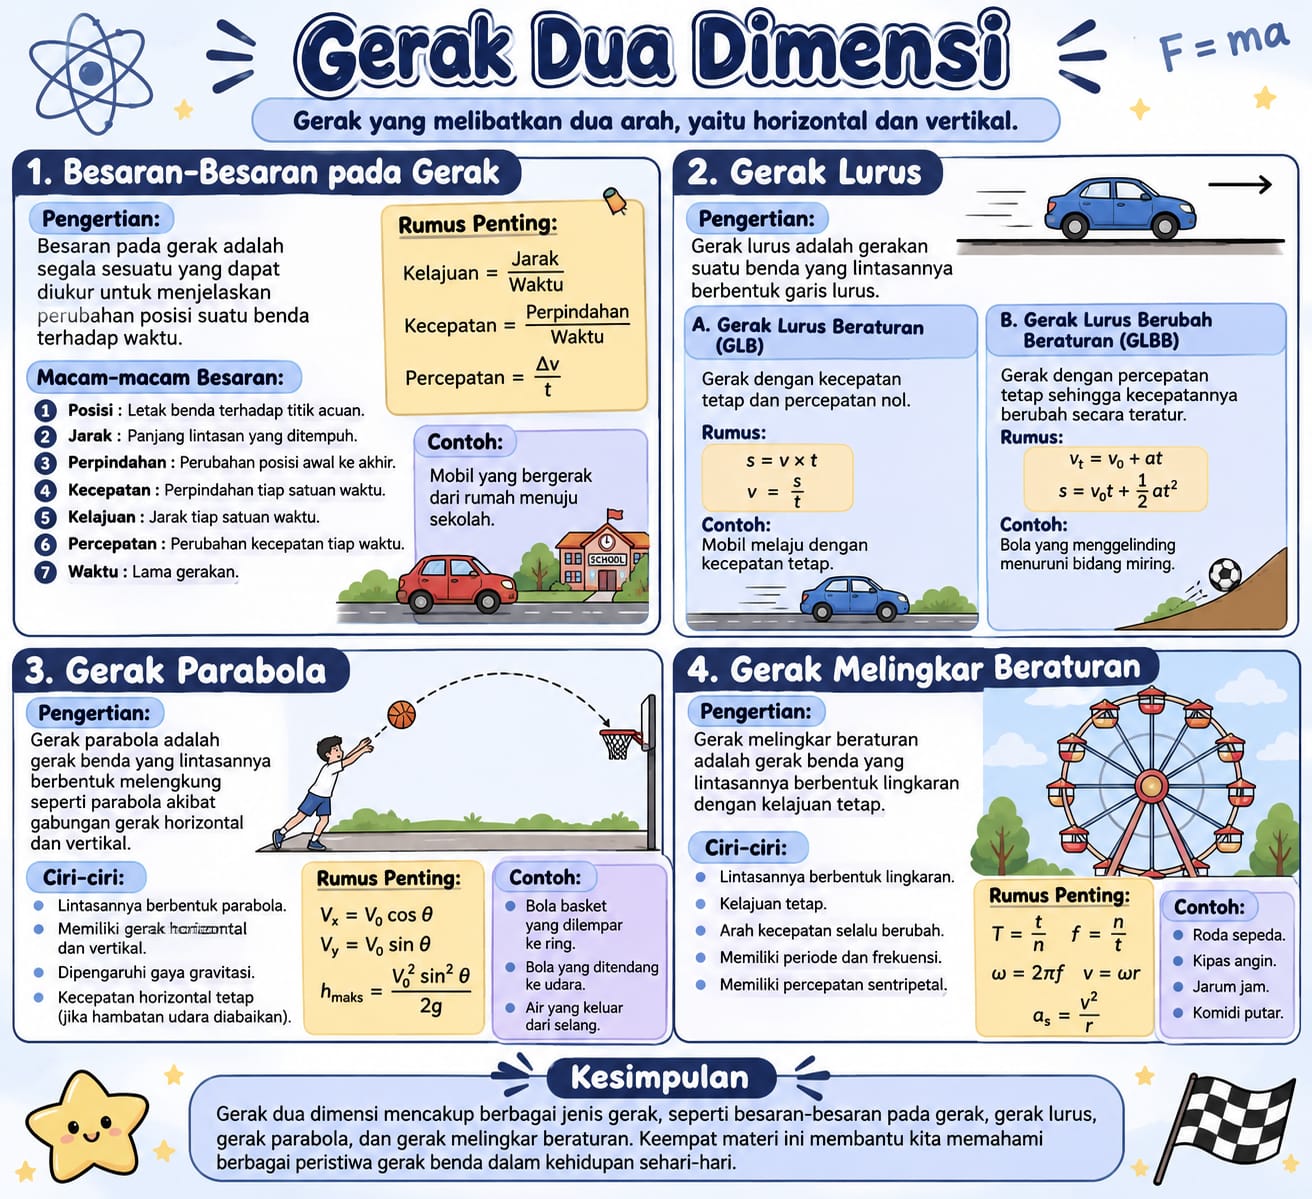 Gerak Dua Dimensi
F = ma
Gerak yang melibatkan dua arah, yaitu horizontal dan vertikal.
1. Besaran-Besaran pada Gerak
Pengertian:
Besaran pada gerak adalah
segala sesuatu yang dapat
diukur untuk menjelaskan
perubahan posisi suatu benda
terhadap waktu.
Rumus Penting:
Kelajuan = Jarak / Waktu
Kecepatan = Perpindahan / Waktu
Percepatan = Δv / t
Macam-macam Besaran:
1 Posisi : Letak benda terhadap titik acuan.
2 Jarak : Panjang lintasan yang ditempuh.
3 Perpindahan : Perubahan posisi awal ke akhir.
4 Kecepatan : Perpindahan tiap satuan waktu.
5 Kelajuan : Jarak tiap satuan waktu.
6 Percepatan : Perubahan kecepatan tiap waktu.
7 Waktu : Lama gerakan.
Contoh:
Mobil yang bergerak
dari rumah menuju
sekolah.
SCHOOL
2. Gerak Lurus
Pengertian:
Gerak lurus adalah gerakan
suatu benda yang lintasannya
berbentuk garis lurus.
A. Gerak Lurus Beraturan
(GLB)
Gerak dengan kecepatan
tetap dan percepatan nol.
Rumus:
s = v × t
v = s / t
Contoh:
Mobil melaju dengan
kecepatan tetap.
B. Gerak Lurus Berubah
Beraturan (GLBB)
Gerak dengan percepatan
tetap sehingga kecepatannya
berubah secara teratur.
Rumus:
vₜ = v₀ + at
s = v₀t + 1/2 at²
Contoh:
Bola yang menggelinding
menuruni bidang miring.
3. Gerak Parabola
Pengertian:
Gerak parabola adalah
gerak benda yang lintasannya
berbentuk melengkung
seperti parabola akibat
gabungan gerak horizontal
dan vertikal.
Ciri-ciri:
• Lintasannya berbentuk parabola.
• Memiliki gerak horizontal
dan vertikal.
• Dipengaruhi gaya gravitasi.
• Kecepatan horizontal tetap
(jika hambatan udara diabaikan).
Rumus Penting:
Vₓ = V₀ cos θ
Vᵧ = V₀ sin θ
hₘₐₖₛ = V₀² sin² θ / 2g
Contoh:
• Bola basket
yang dilempar
ke ring.
• Bola yang ditendang
ke udara.
• Air yang keluar
dari selang.
4. Gerak Melingkar Beraturan
Pengertian:
Gerak melingkar beraturan
adalah gerak benda yang
lintasannya berbentuk lingkaran
dengan kelajuan tetap.
Ciri-ciri:
• Lintasannya berbentuk lingkaran.
• Kelajuan tetap.
• Arah kecepatan selalu berubah.
• Memiliki periode dan frekuensi.
• Memiliki percepatan sentripetal.
Rumus Penting:
T = t / n f = n / t
ω = 2πf v = ωr
aₛ = v² / r
Contoh:
• Roda sepeda.
• Kipas angin.
• Jarum jam.
• Komidi putar.
Kesimpulan
Gerak dua dimensi mencakup berbagai jenis gerak, seperti besaran-besaran pada gerak, gerak lurus,
gerak parabola, dan gerak melingkar beraturan. Keempat materi ini membantu kita memahami
berbagai peristiwa gerak benda dalam kehidupan sehari-hari.